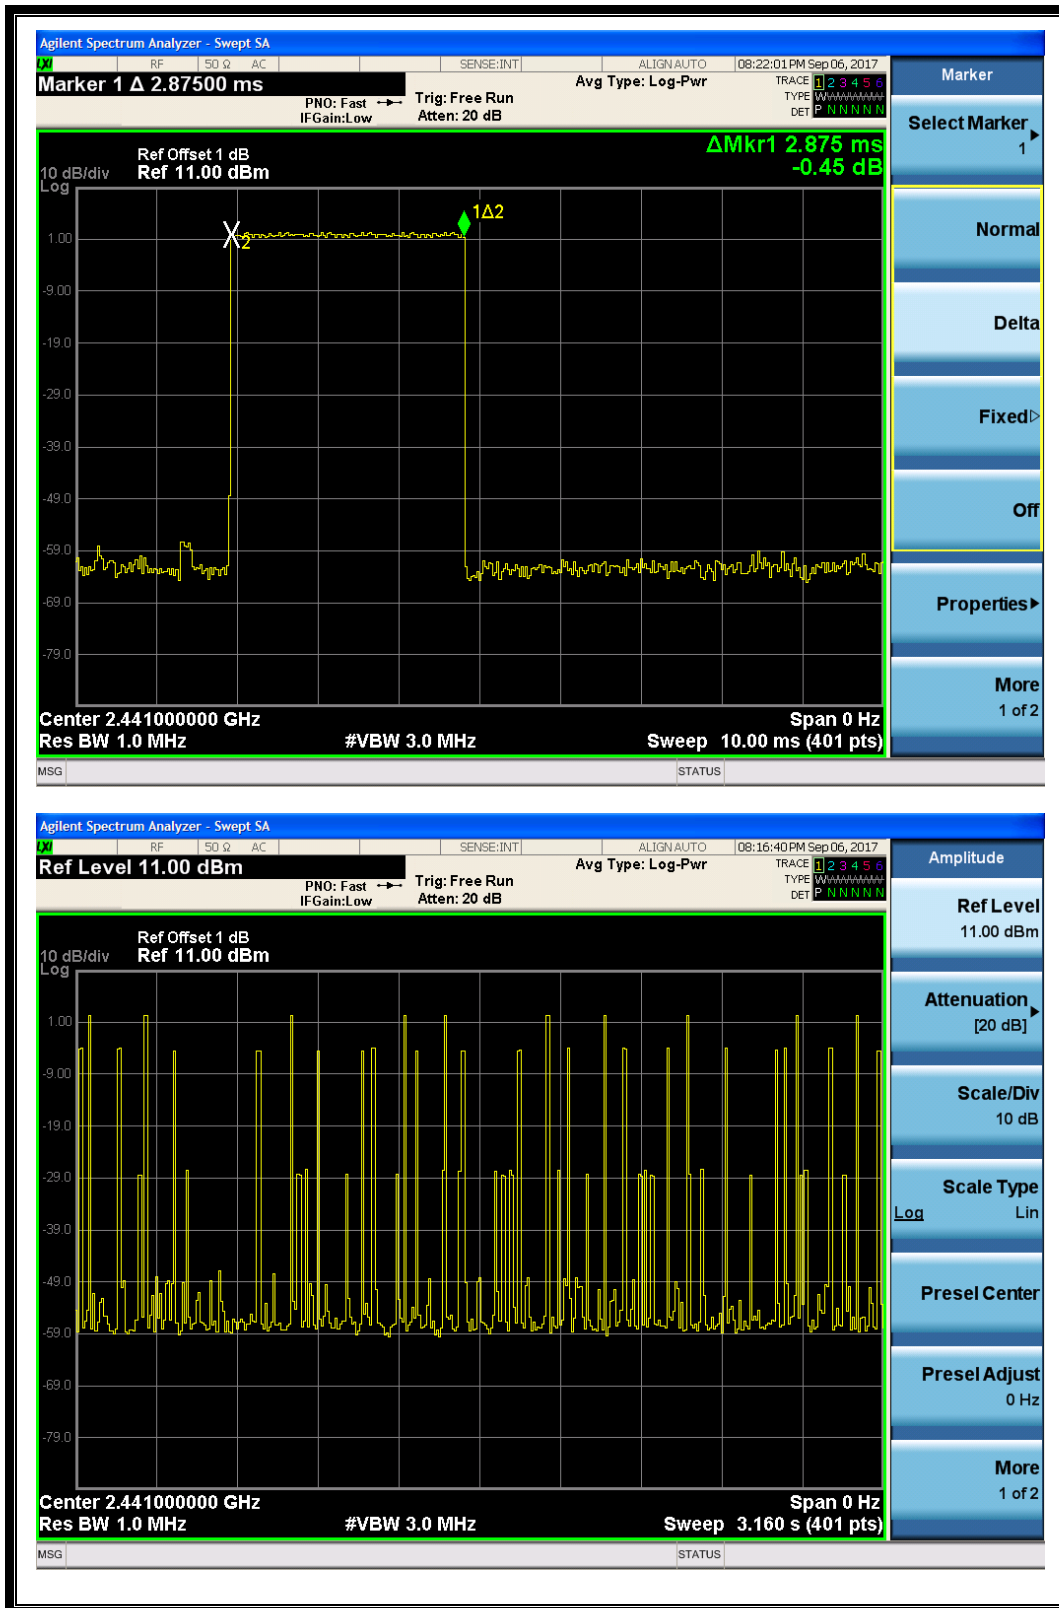 Agilent Spectrum Analyzer - Swept SA
LXI RF 50 Ω AC SENSE:INT ALIGN AUTO 08:22:01 PM Sep 06, 2017
Marker 1 Δ 2.87500 ms
PNO: Fast
IFGain:Low
Trig: Free Run
Atten: 20 dB
Avg Type: Log-Pwr
TRACE 1 2 3 4 5 6
TYPE
DET P N N N N N
ΔMkr1 2.875 ms
-0.45 dB
Ref Offset 1 dB
10 dB/div Ref 11.00 dBm
Log
1Δ2
X2
1.00
-9.00
-19.0
-29.0
-39.0
-49.0
-59.0
-69.0
-79.0
Center 2.441000000 GHz Span 0 Hz
Res BW 1.0 MHz #VBW 3.0 MHz Sweep 10.00 ms (401 pts)
MSG STATUS
Marker
Select Marker
1
Normal
Delta
Fixed
Off
Properties
More
1 of 2
Agilent Spectrum Analyzer - Swept SA
LXI RF 50 Ω AC SENSE:INT ALIGN AUTO 08:16:40 PM Sep 06, 2017
Ref Level 11.00 dBm
PNO: Fast
IFGain:Low
Trig: Free Run
Atten: 20 dB
Avg Type: Log-Pwr
TRACE 1 2 3 4 5 6
TYPE
DET P N N N N N
Ref Offset 1 dB
10 dB/div Ref 11.00 dBm
Log
1.00
-9.00
-19.0
-29.0
-39.0
-49.0
-59.0
-69.0
-79.0
Center 2.441000000 GHz Span 0 Hz
Res BW 1.0 MHz #VBW 3.0 MHz Sweep 3.160 s (401 pts)
MSG STATUS
Amplitude
Ref Level
11.00 dBm
Attenuation
[20 dB]
Scale/Div
10 dB
Scale Type
Log Lin
Presel Center
Presel Adjust
0 Hz
More
1 of 2